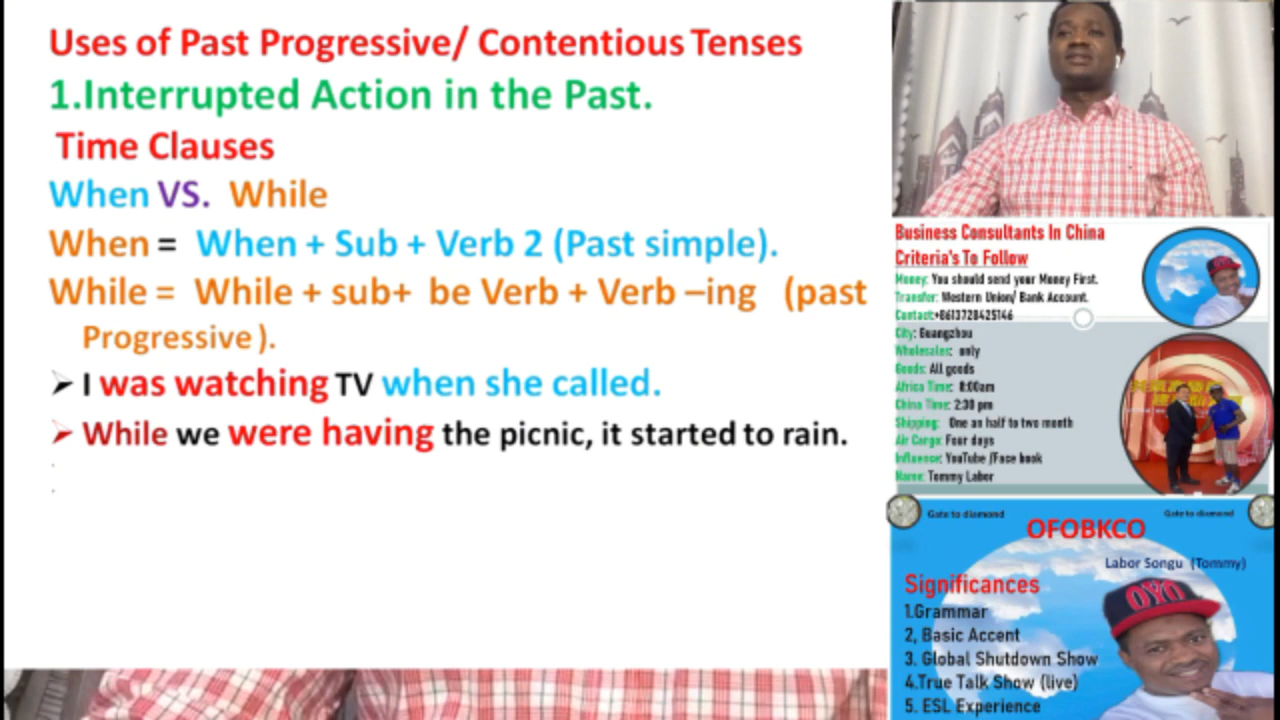 Uses of Past Progressive/ Contentious Tenses
1.Interrupted Action in the Past.
Time Clauses
When VS. While
When = When + Sub + Verb 2 (Past simple).
While = While + sub+ be Verb + Verb –ing (past
Progressive ).
➢ I was watching TV when she called.
➢ While we were having the picnic, it started to rain.
Business Consultants In China
Criteria's To Follow
Money: You should send your Money First.
Transfer: Western Union/ Bank Account.
Contact:+8613728425146
City: Guangzhou
Wholesales: only
Goods: All goods
Africa Time: 8:00am
China Time: 2:30 pm
Shipping: One an half to two month
Air Cargo: Four days
Influence: YouTube /Face book
Name: Tommy Labor
Gate to diamond
Gate to diamond
OFOBKCO
Labor Songu (Tommy)
Significances
1.Grammar
2, Basic Accent
3. Global Shutdown Show
4.True Talk Show (live)
5. ESL Experience
OYO